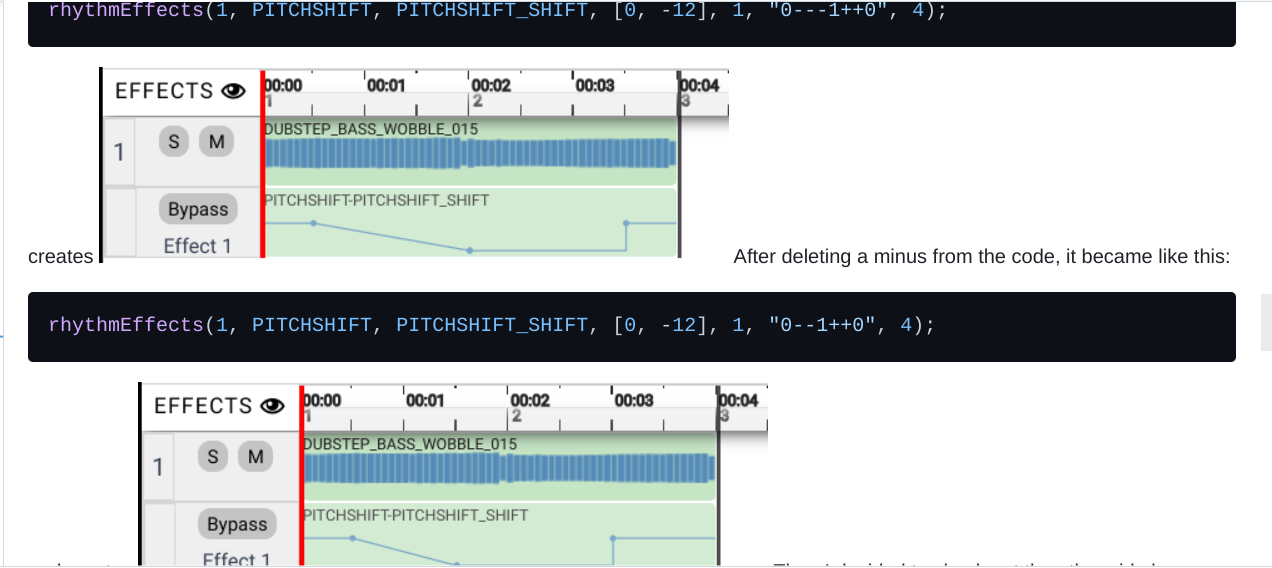 rhythmEffects(1, PITCHSHIFT, PITCHSHIFT_SHIFT, [0, -12], 1, "0---1++0", 4);
EFFECTS
00:00 00:01 00:02 00:03 00:04
1 2 3
DUBSTEP_BASS_WOBBLE_015
1 S M
PITCHSHIFT-PITCHSHIFT_SHIFT
Bypass
Effect 1
creates After deleting a minus from the code, it became like this:
rhythmEffects(1, PITCHSHIFT, PITCHSHIFT_SHIFT, [0, -12], 1, "0--1++0", 4);
EFFECTS
00:00 00:01 00:02 00:03 00:04
1 2 3
DUBSTEP_BASS_WOBBLE_015
1 S M
PITCHSHIFT-PITCHSHIFT_SHIFT
Bypass
Effect 1